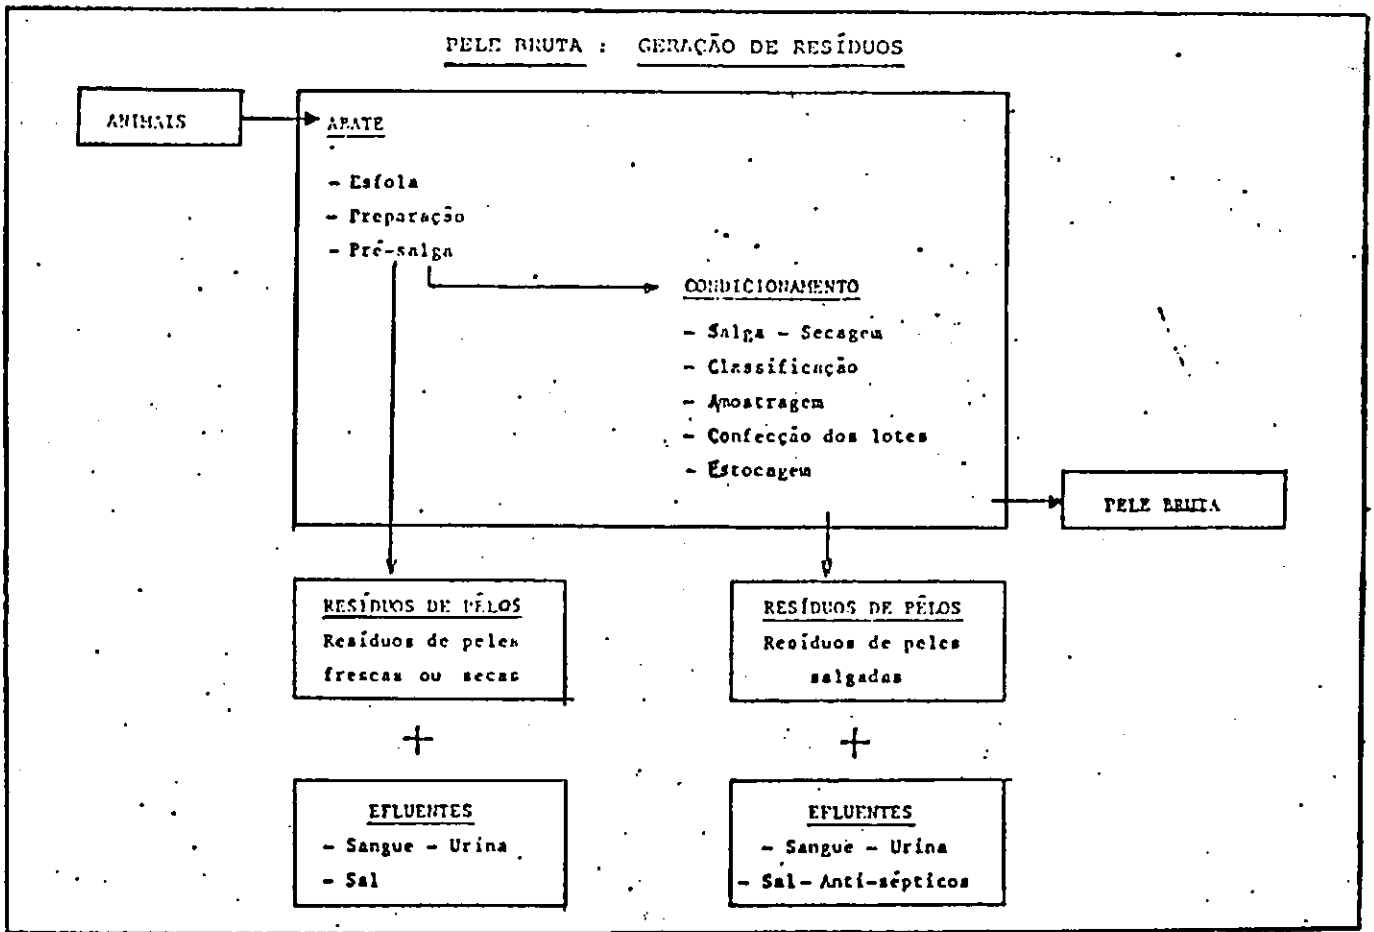 PELE BRUTA : GERAÇÃO DE RESÍDUOS
ANIMAIS
ABATE
- Esfola
- Preparação
- Pré-salga
CONDICIONAMENTO
- Salga - Secagem
- Classificação
- Amostragem
- Confecção dos lotes
- Estocagem
PELE BRUTA
RESÍDUOS DE PÊLOS
Resíduos de peles
frescas ou secas
RESÍDUOS DE PÊLOS
Resíduos de peles
salgadas
+
+
EFLUENTES
- Sangue - Urina
- Sal
EFLUENTES
- Sangue - Urina
- Sal- Anti-sépticos